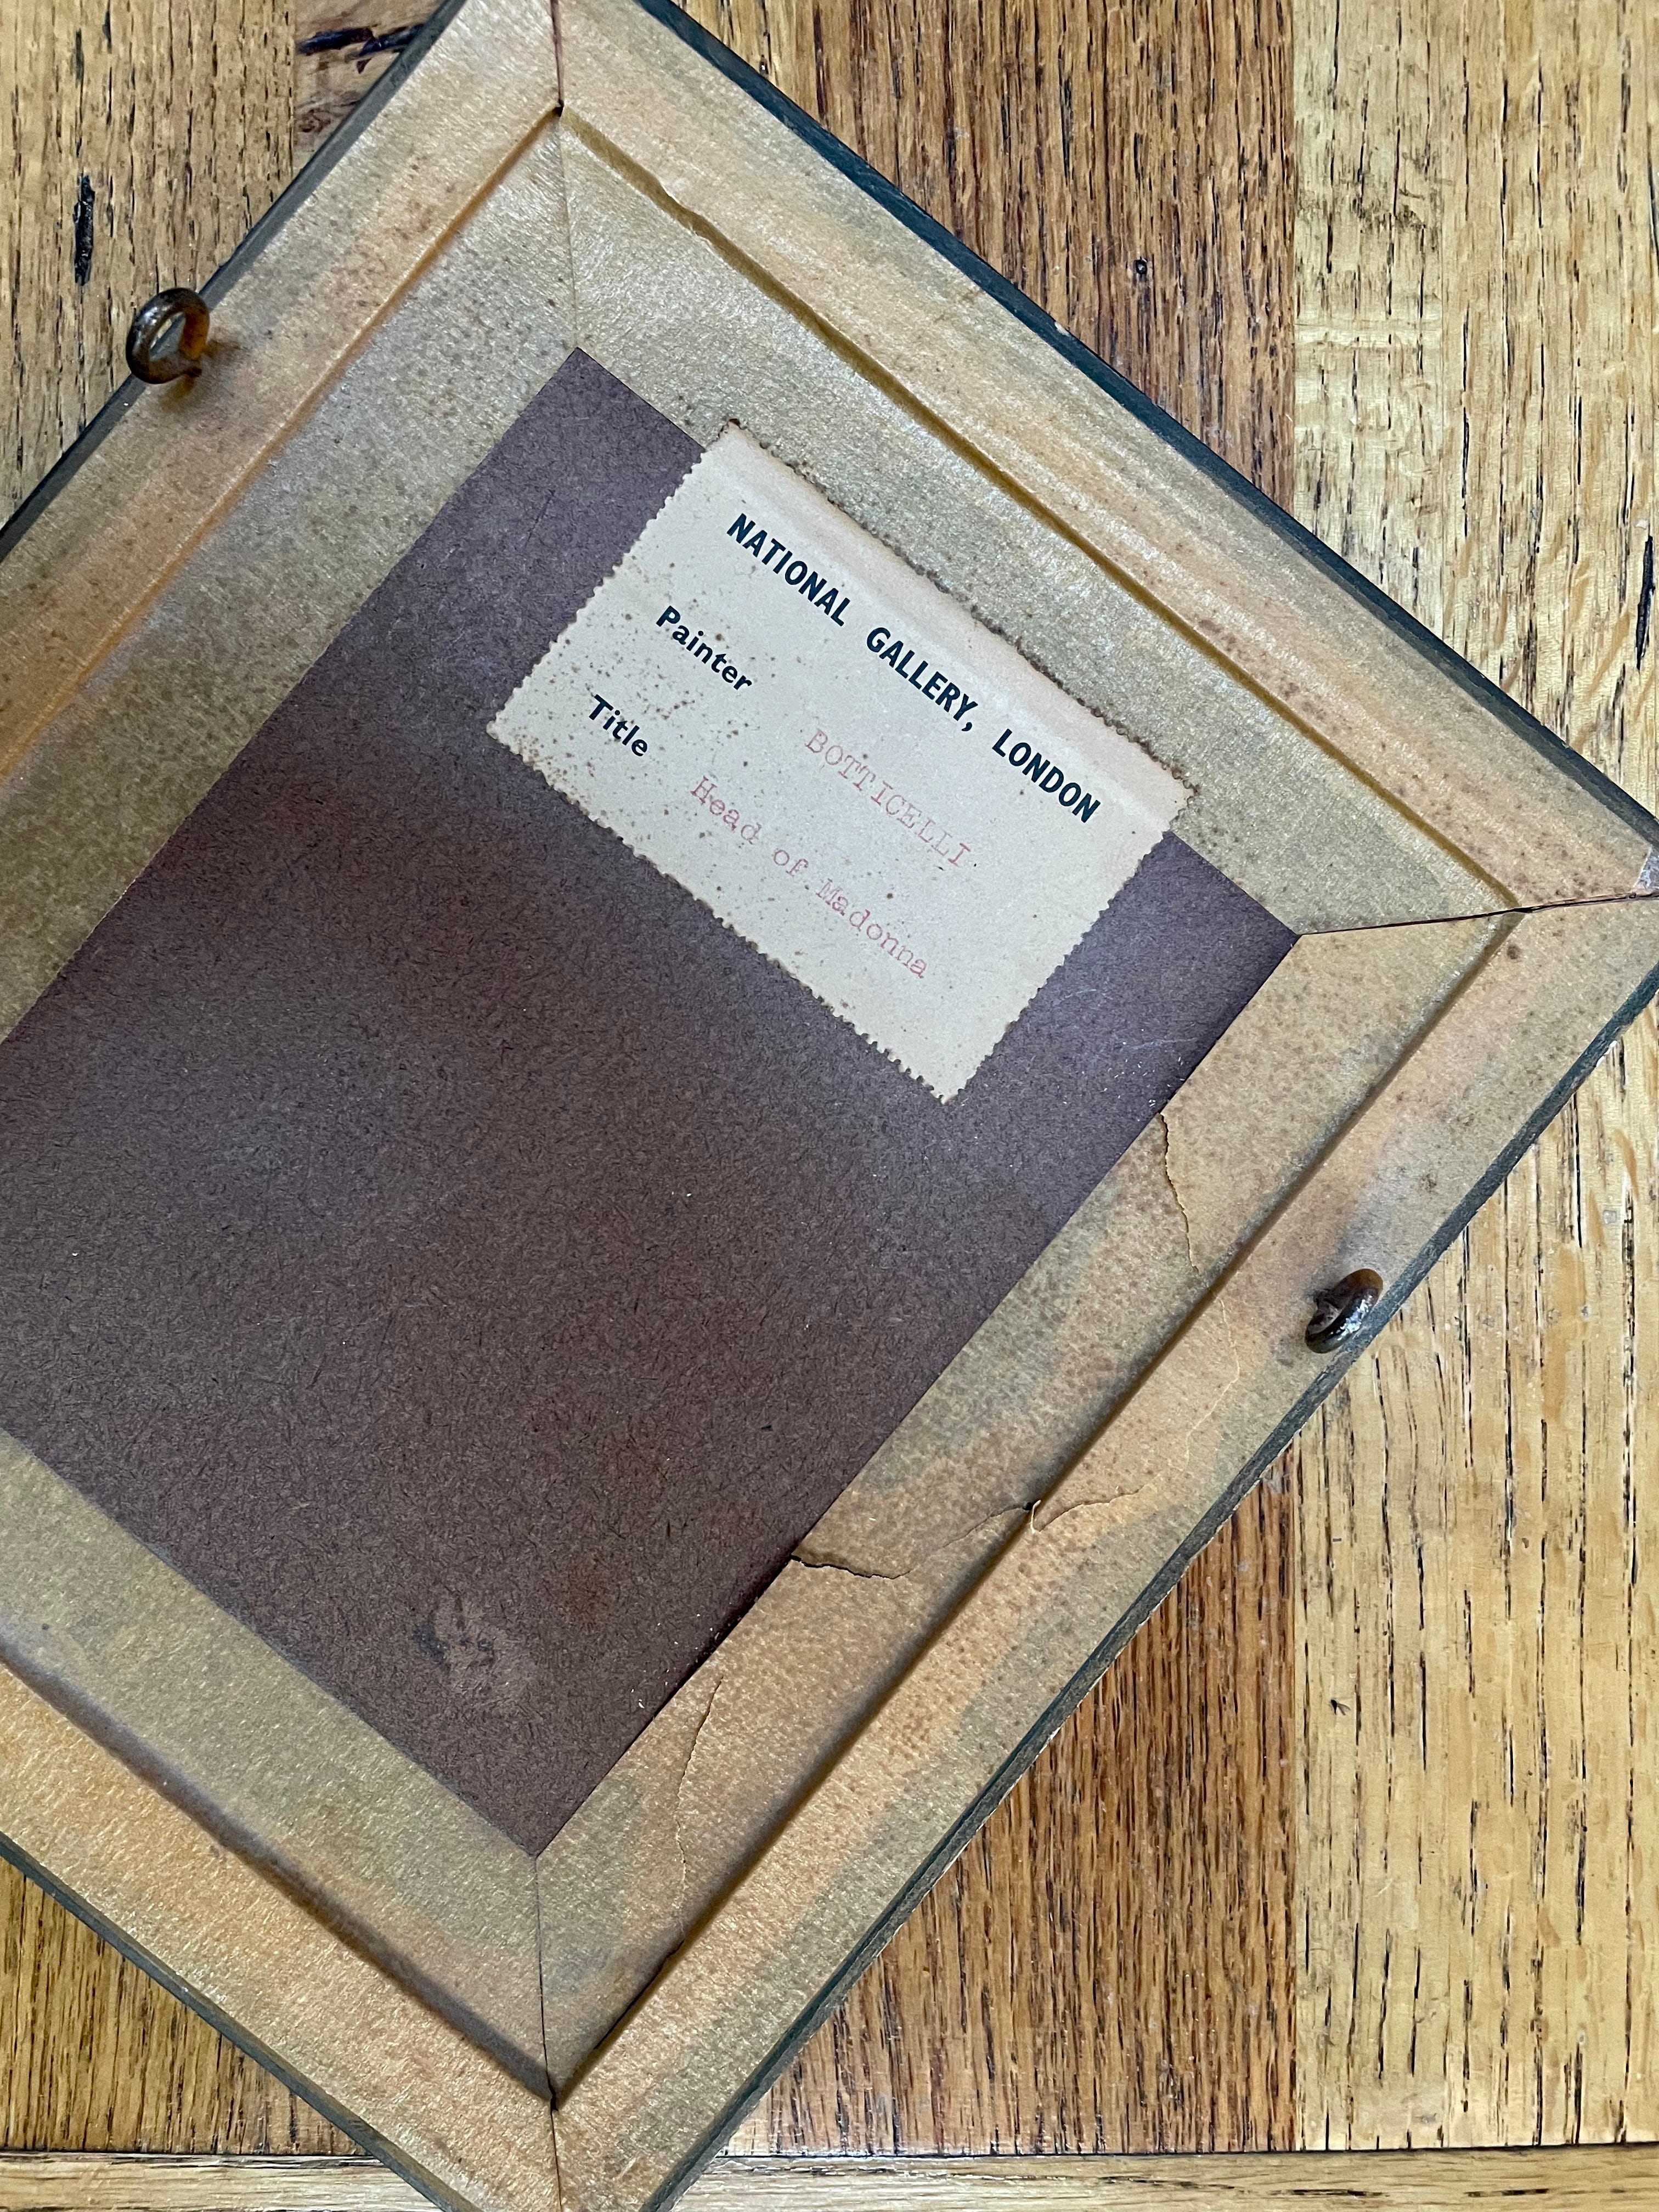 NATIONAL GALLERY, LONDON
Painter BOTTICELLI.
Title Head of Madonna